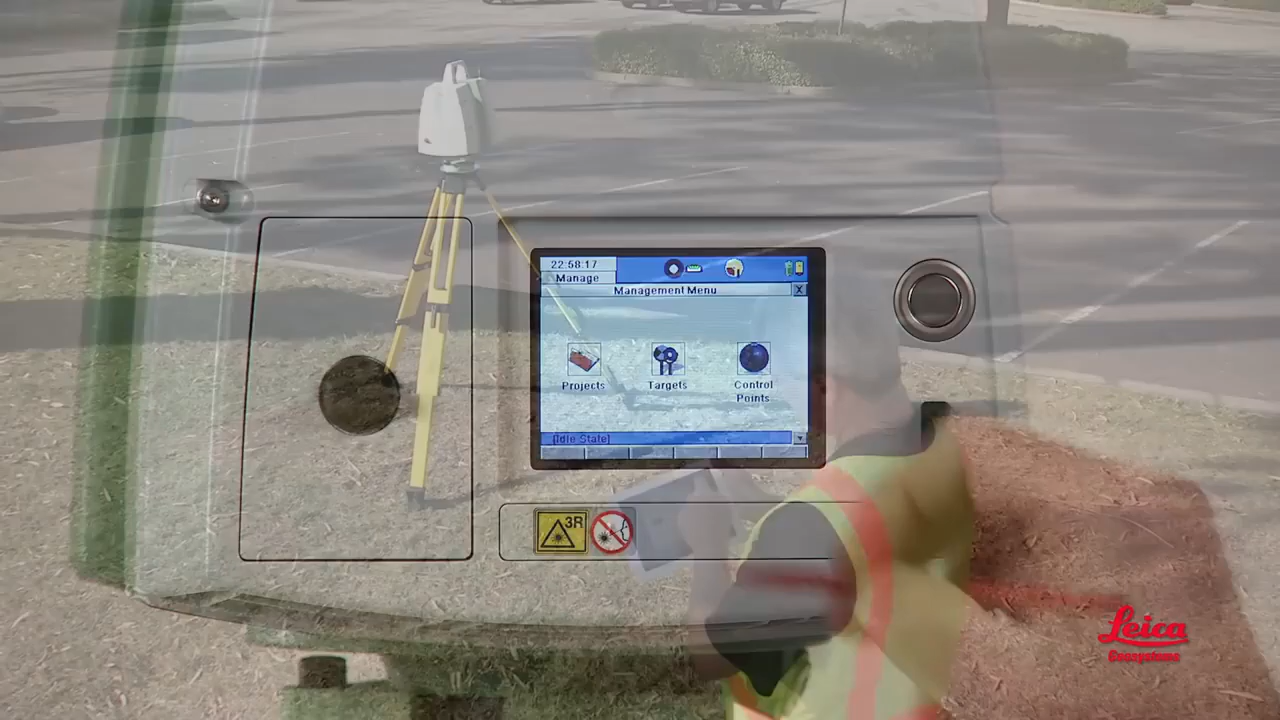 22:58:17
Manage
Management Menu
X
Projects
Targets
Control
Points
[Idle State]
3R
Leica
Geosystems